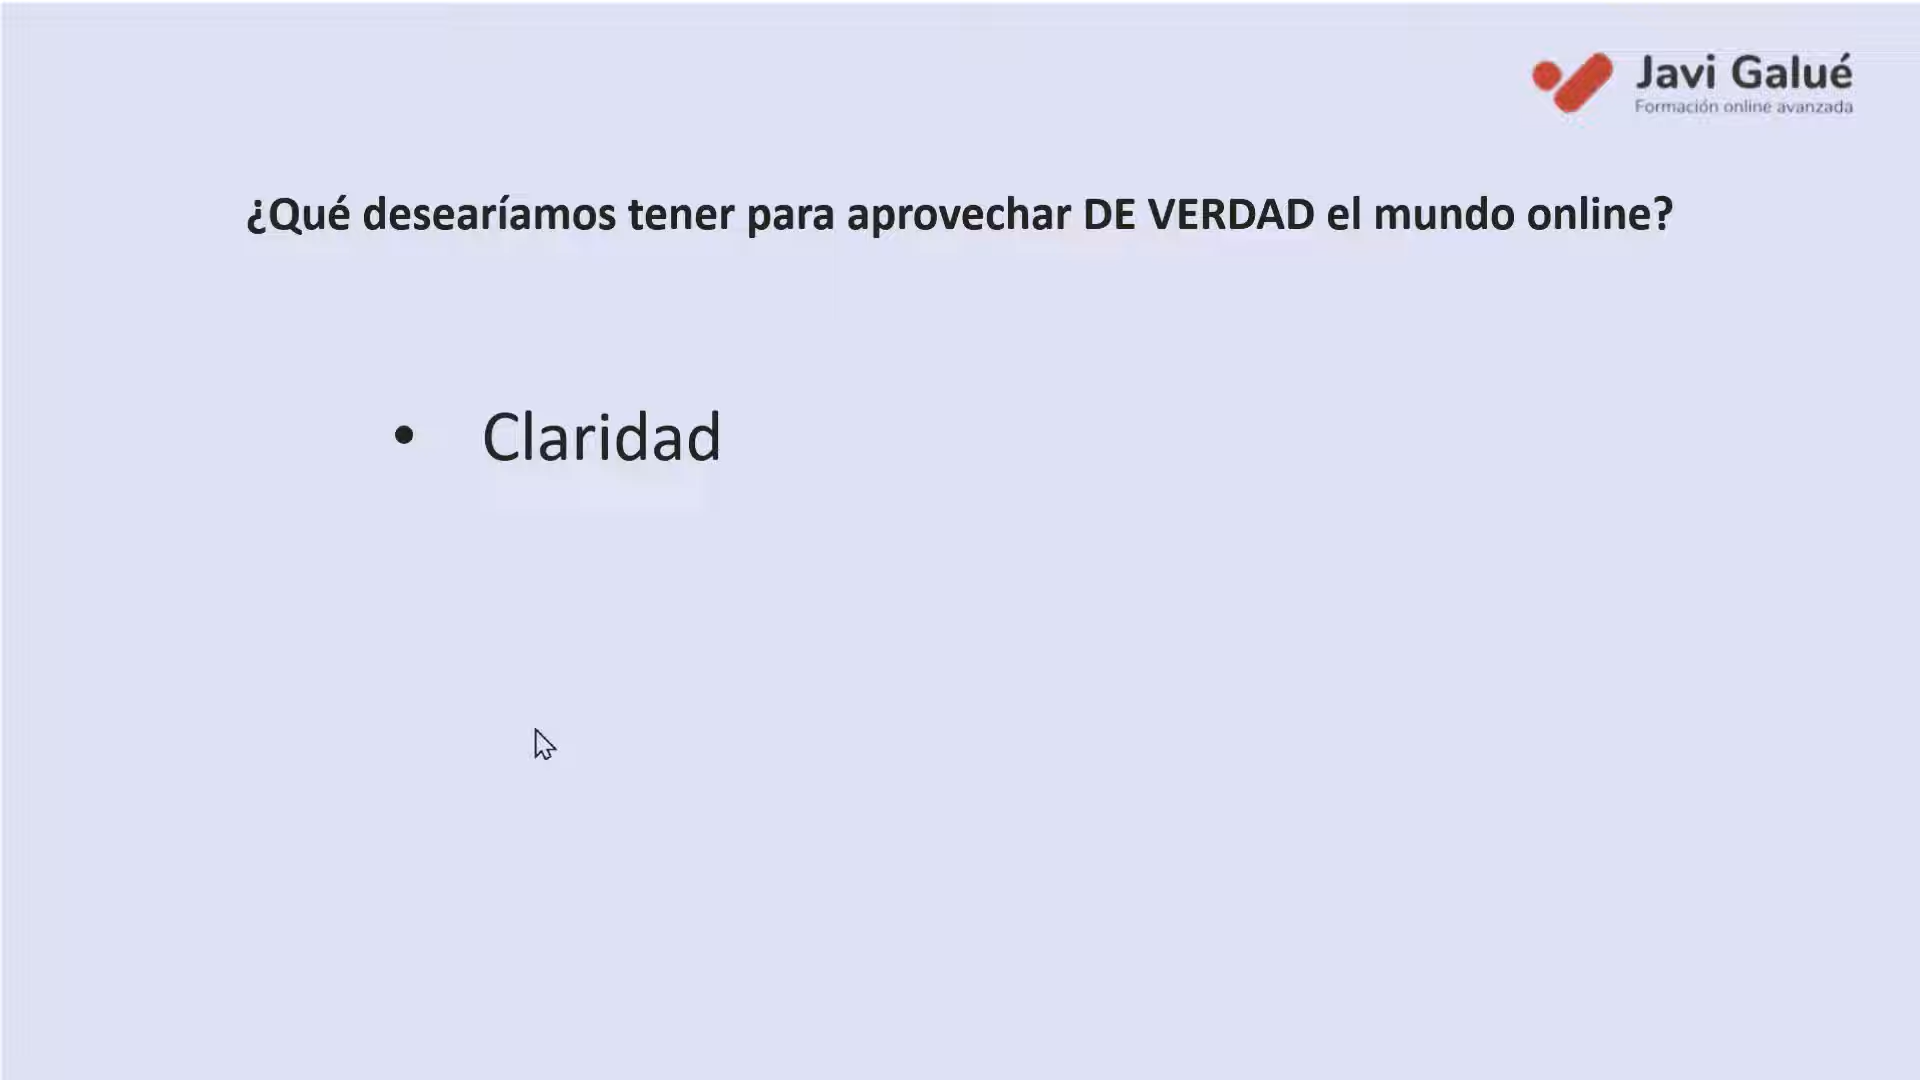 Javi Galué
Formación online avanzada
¿Qué desearíamos tener para aprovechar DE VERDAD el mundo online?
• Claridad